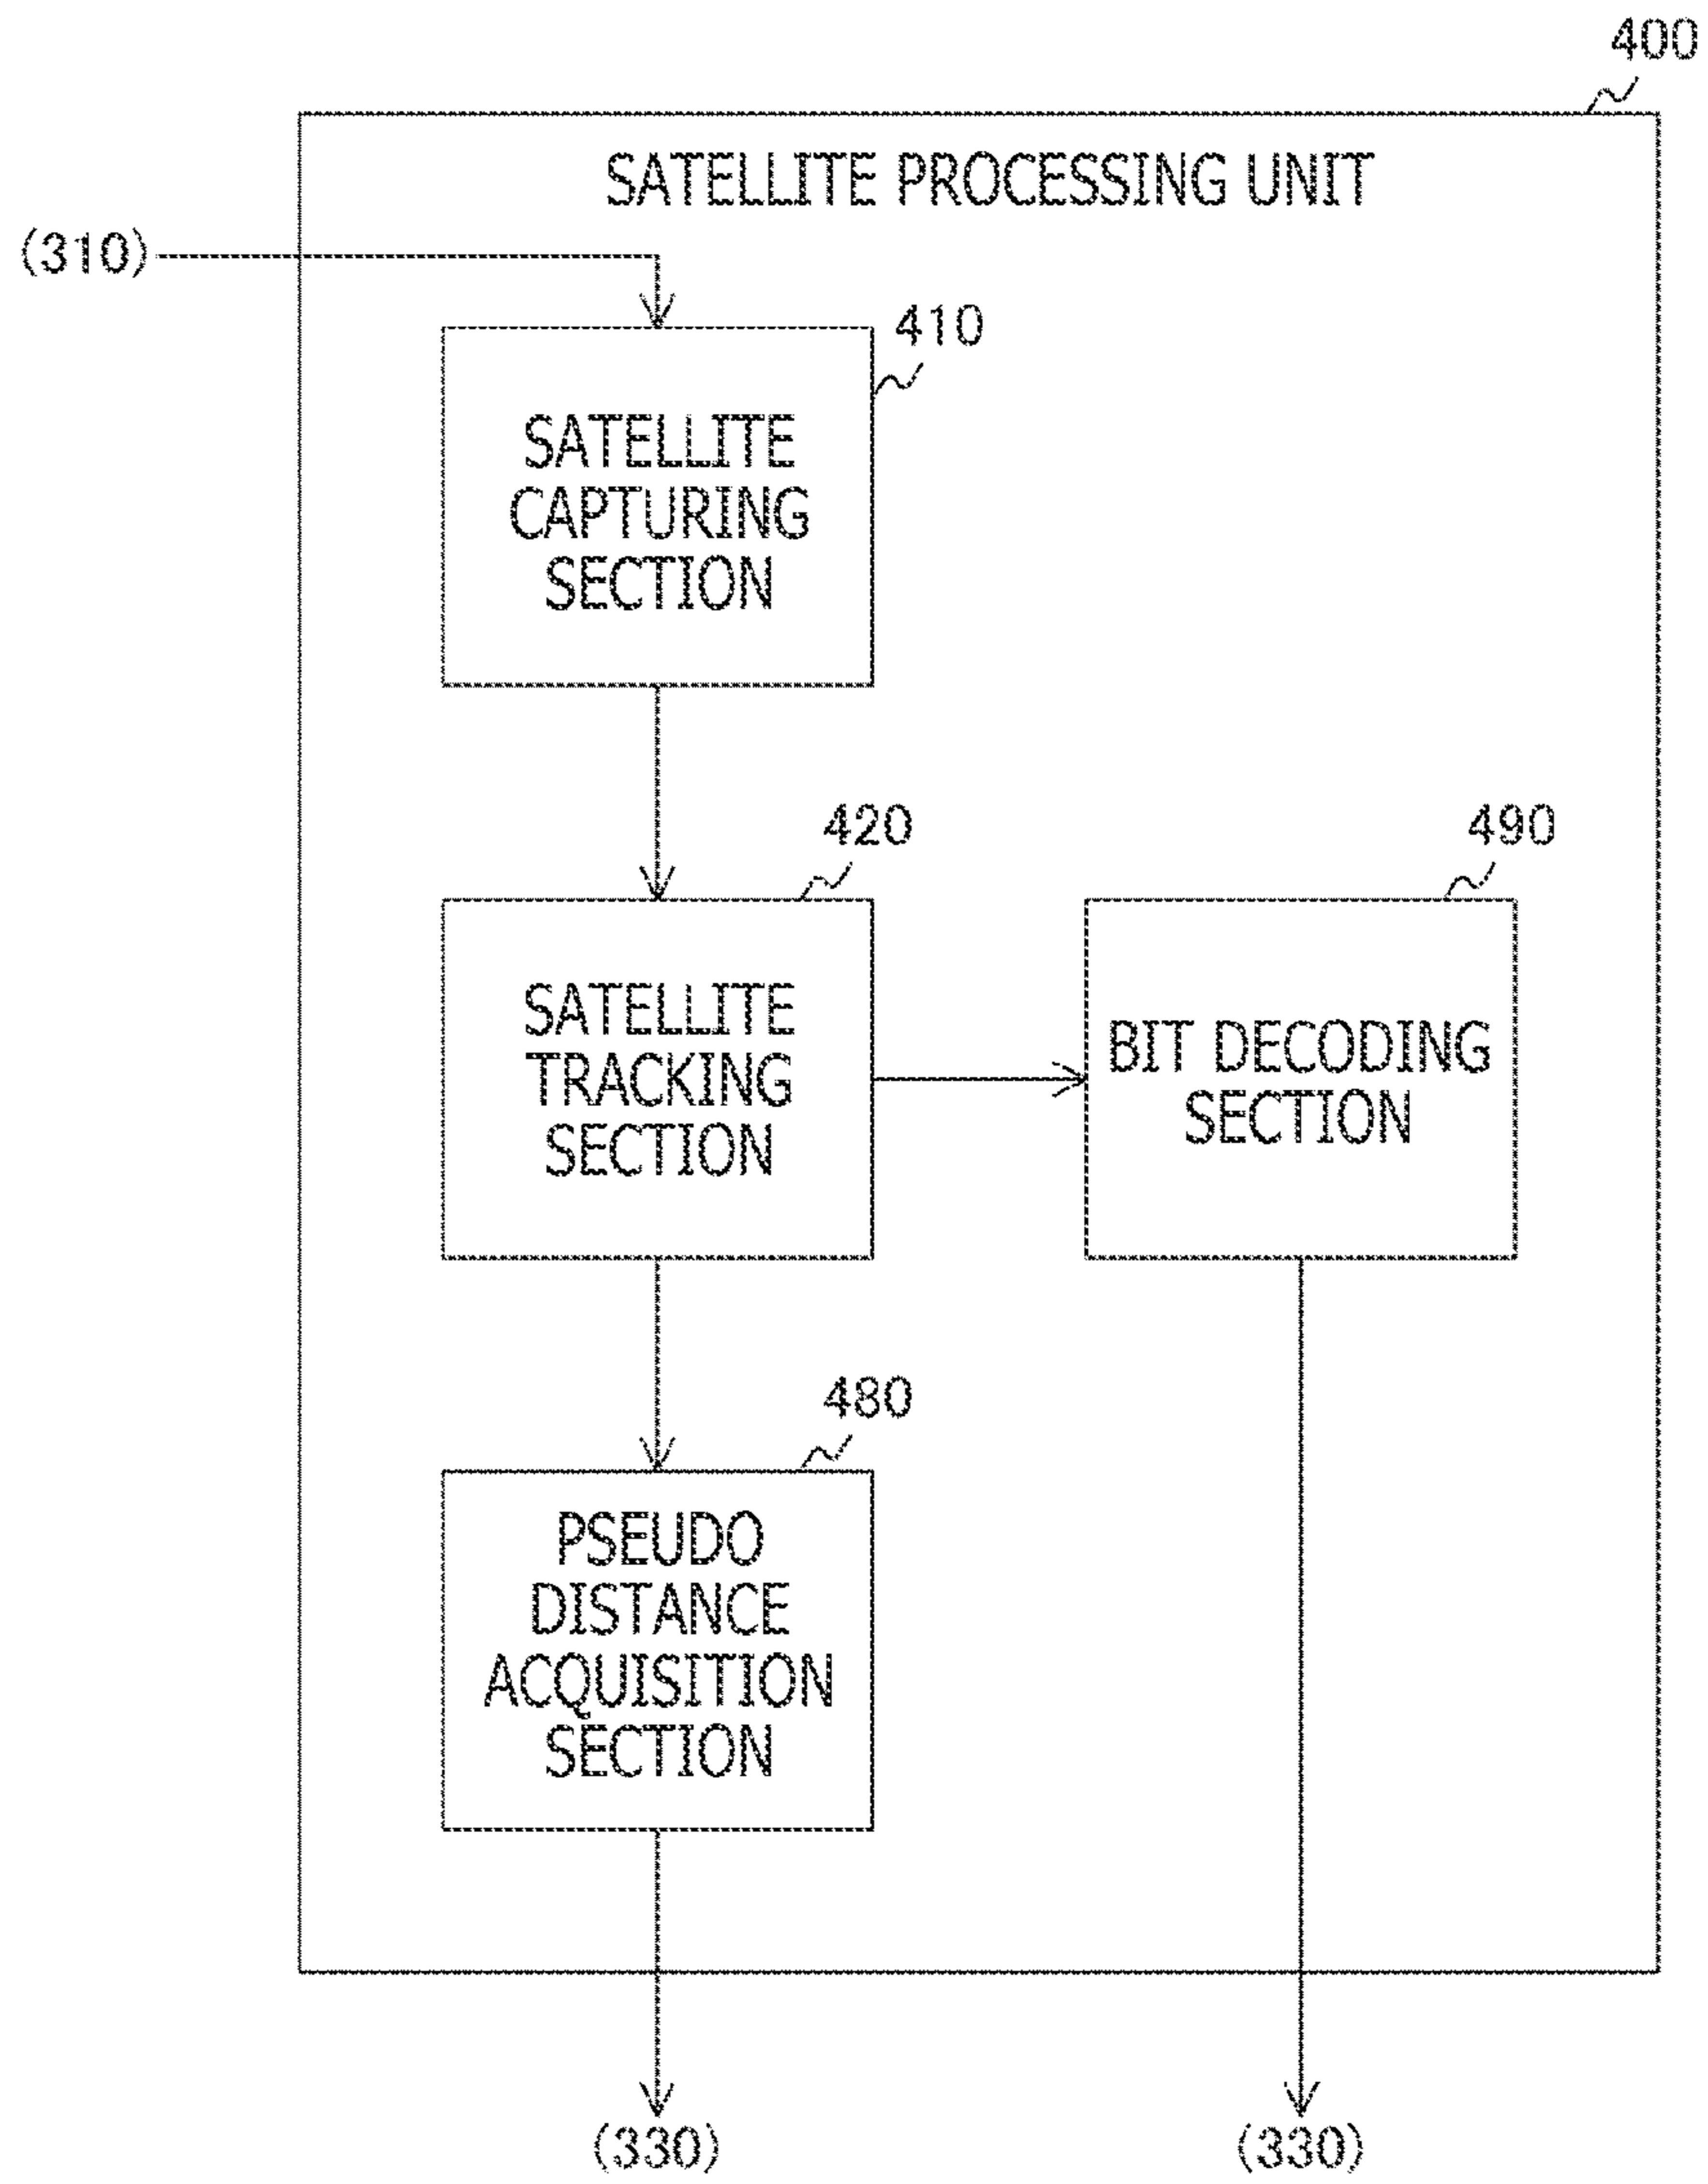 400
SATELLITE PROCESSING UNIT
(310)
410
SATELLITE
CAPTURING
SECTION
420
SATELLITE
TRACKING
SECTION
490
BIT DECODING
SECTION
480
PSEUDO
DISTANCE
ACQUISITION
SECTION
(330)
(330)